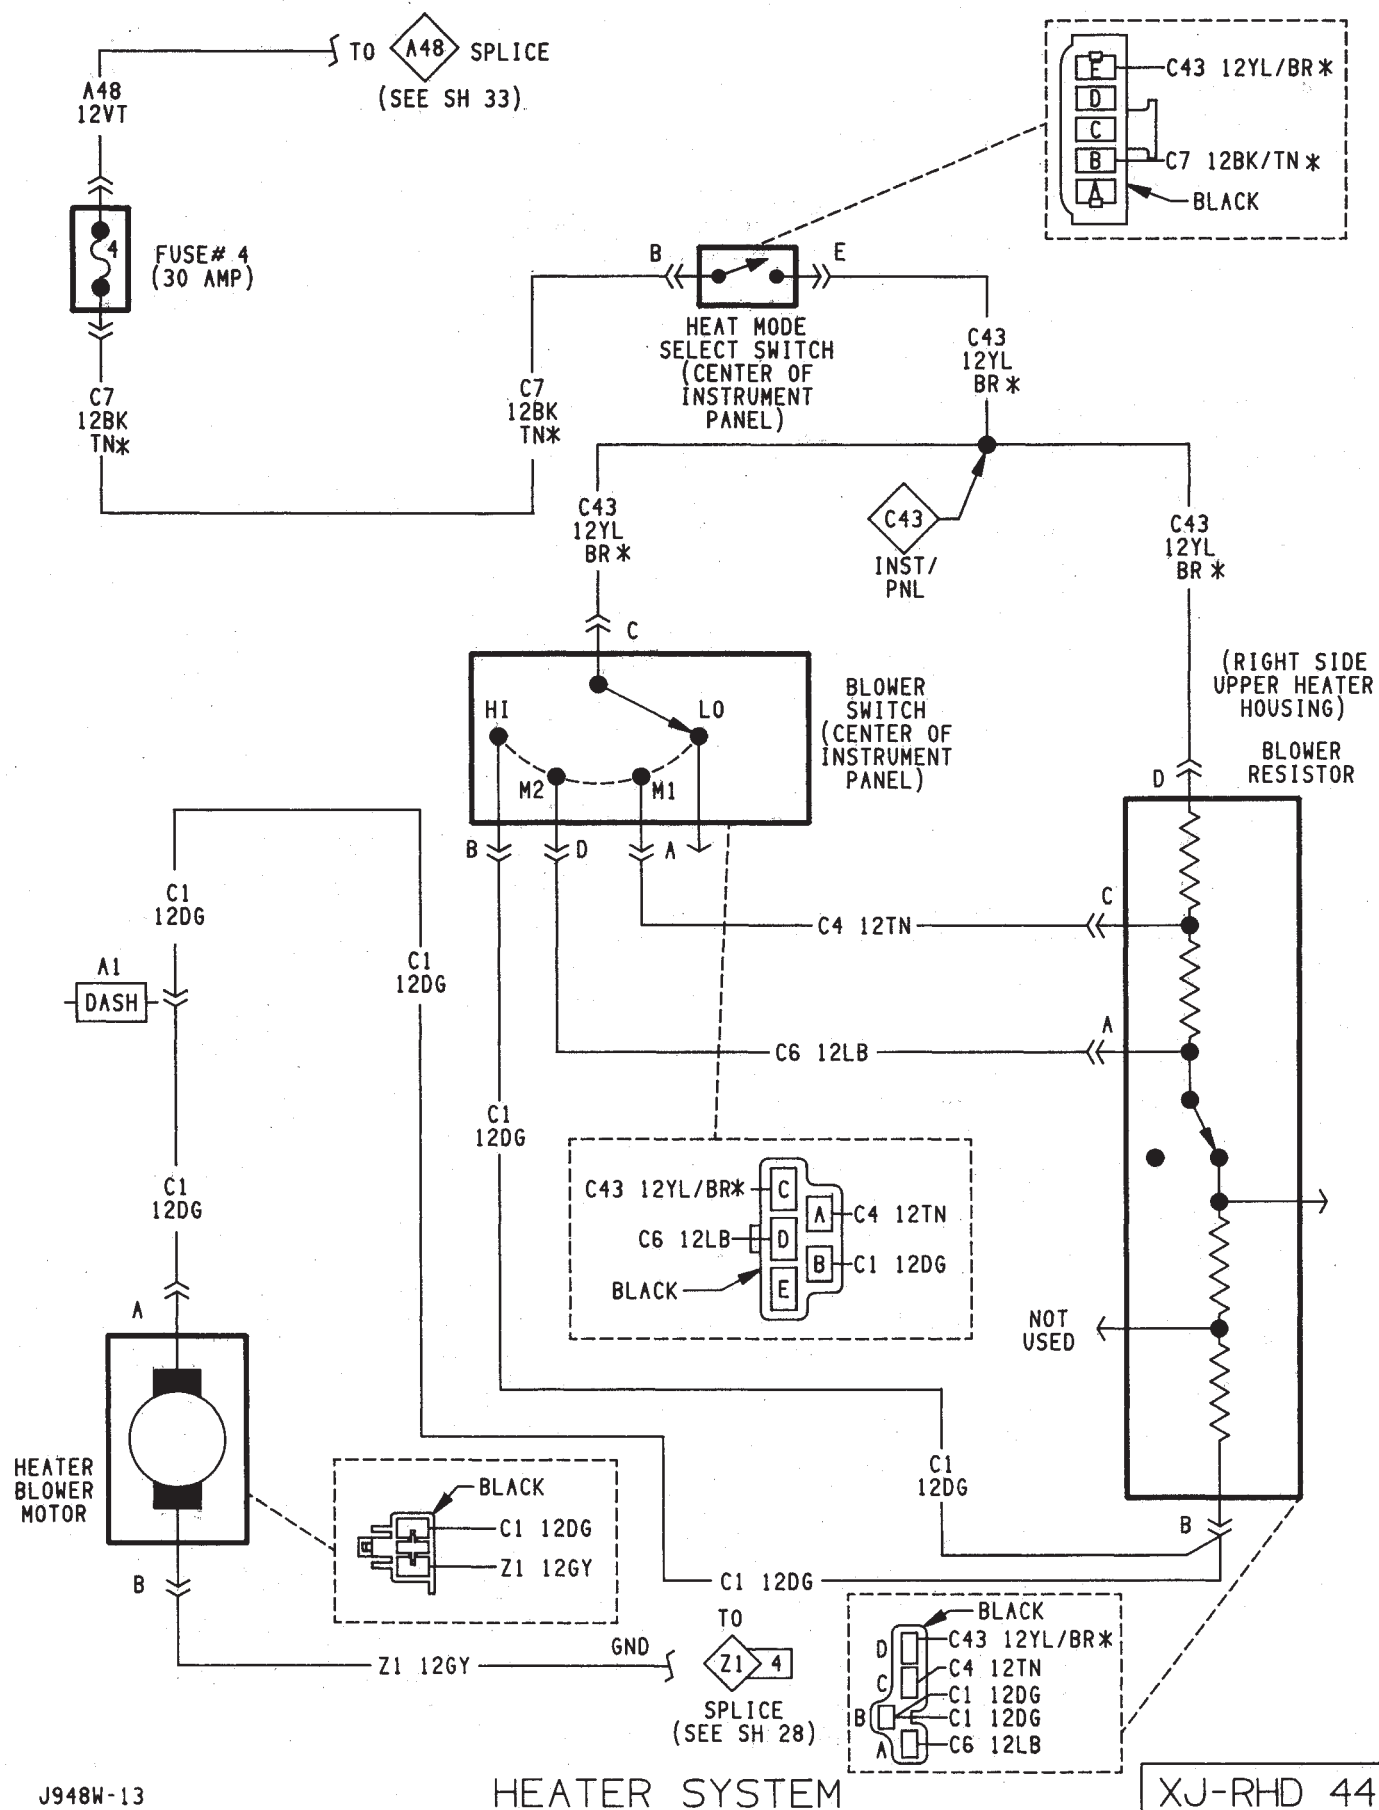 TO A48 SPLICE
(SEE SH 33)
A48
12VT
4
FUSE# 4
(30 AMP)
C7
12BK
TN*
C7
12BK
TN*
B
E
HEAT MODE
SELECT SWITCH
(CENTER OF
INSTRUMENT
PANEL)
E
D
C
B
A
C43 12YL/BR*
C7 12BK/TN*
BLACK
C43
12YL
BR*
C43
INST/
PNL
C43
12YL
BR*
C43
12YL
BR*
C
HI
LO
M2
M1
BLOWER
SWITCH
(CENTER OF
INSTRUMENT
PANEL)
B
D
A
(RIGHT SIDE
UPPER HEATER
HOUSING)
BLOWER
RESISTOR
D
C
C4 12TN
A
C6 12LB
C1
12DG
C1
12DG
A1
DASH
C1
12DG
C1
12DG
C43 12YL/BR*
C
A
C4 12TN
C6 12LB
D
B
C1 12DG
BLACK
E
NOT
USED
A
HEATER
BLOWER
MOTOR
B
BLACK
C1 12DG
Z1 12GY
C1
12DG
B
C1 12DG
Z1 12GY
GND
TO
Z1 4
SPLICE
(SEE SH 28)
BLACK
D
C43 12YL/BR*
C
C4 12TN
C1 12DG
B
C1 12DG
A
C6 12LB
J948W-13
HEATER SYSTEM
XJ-RHD 44